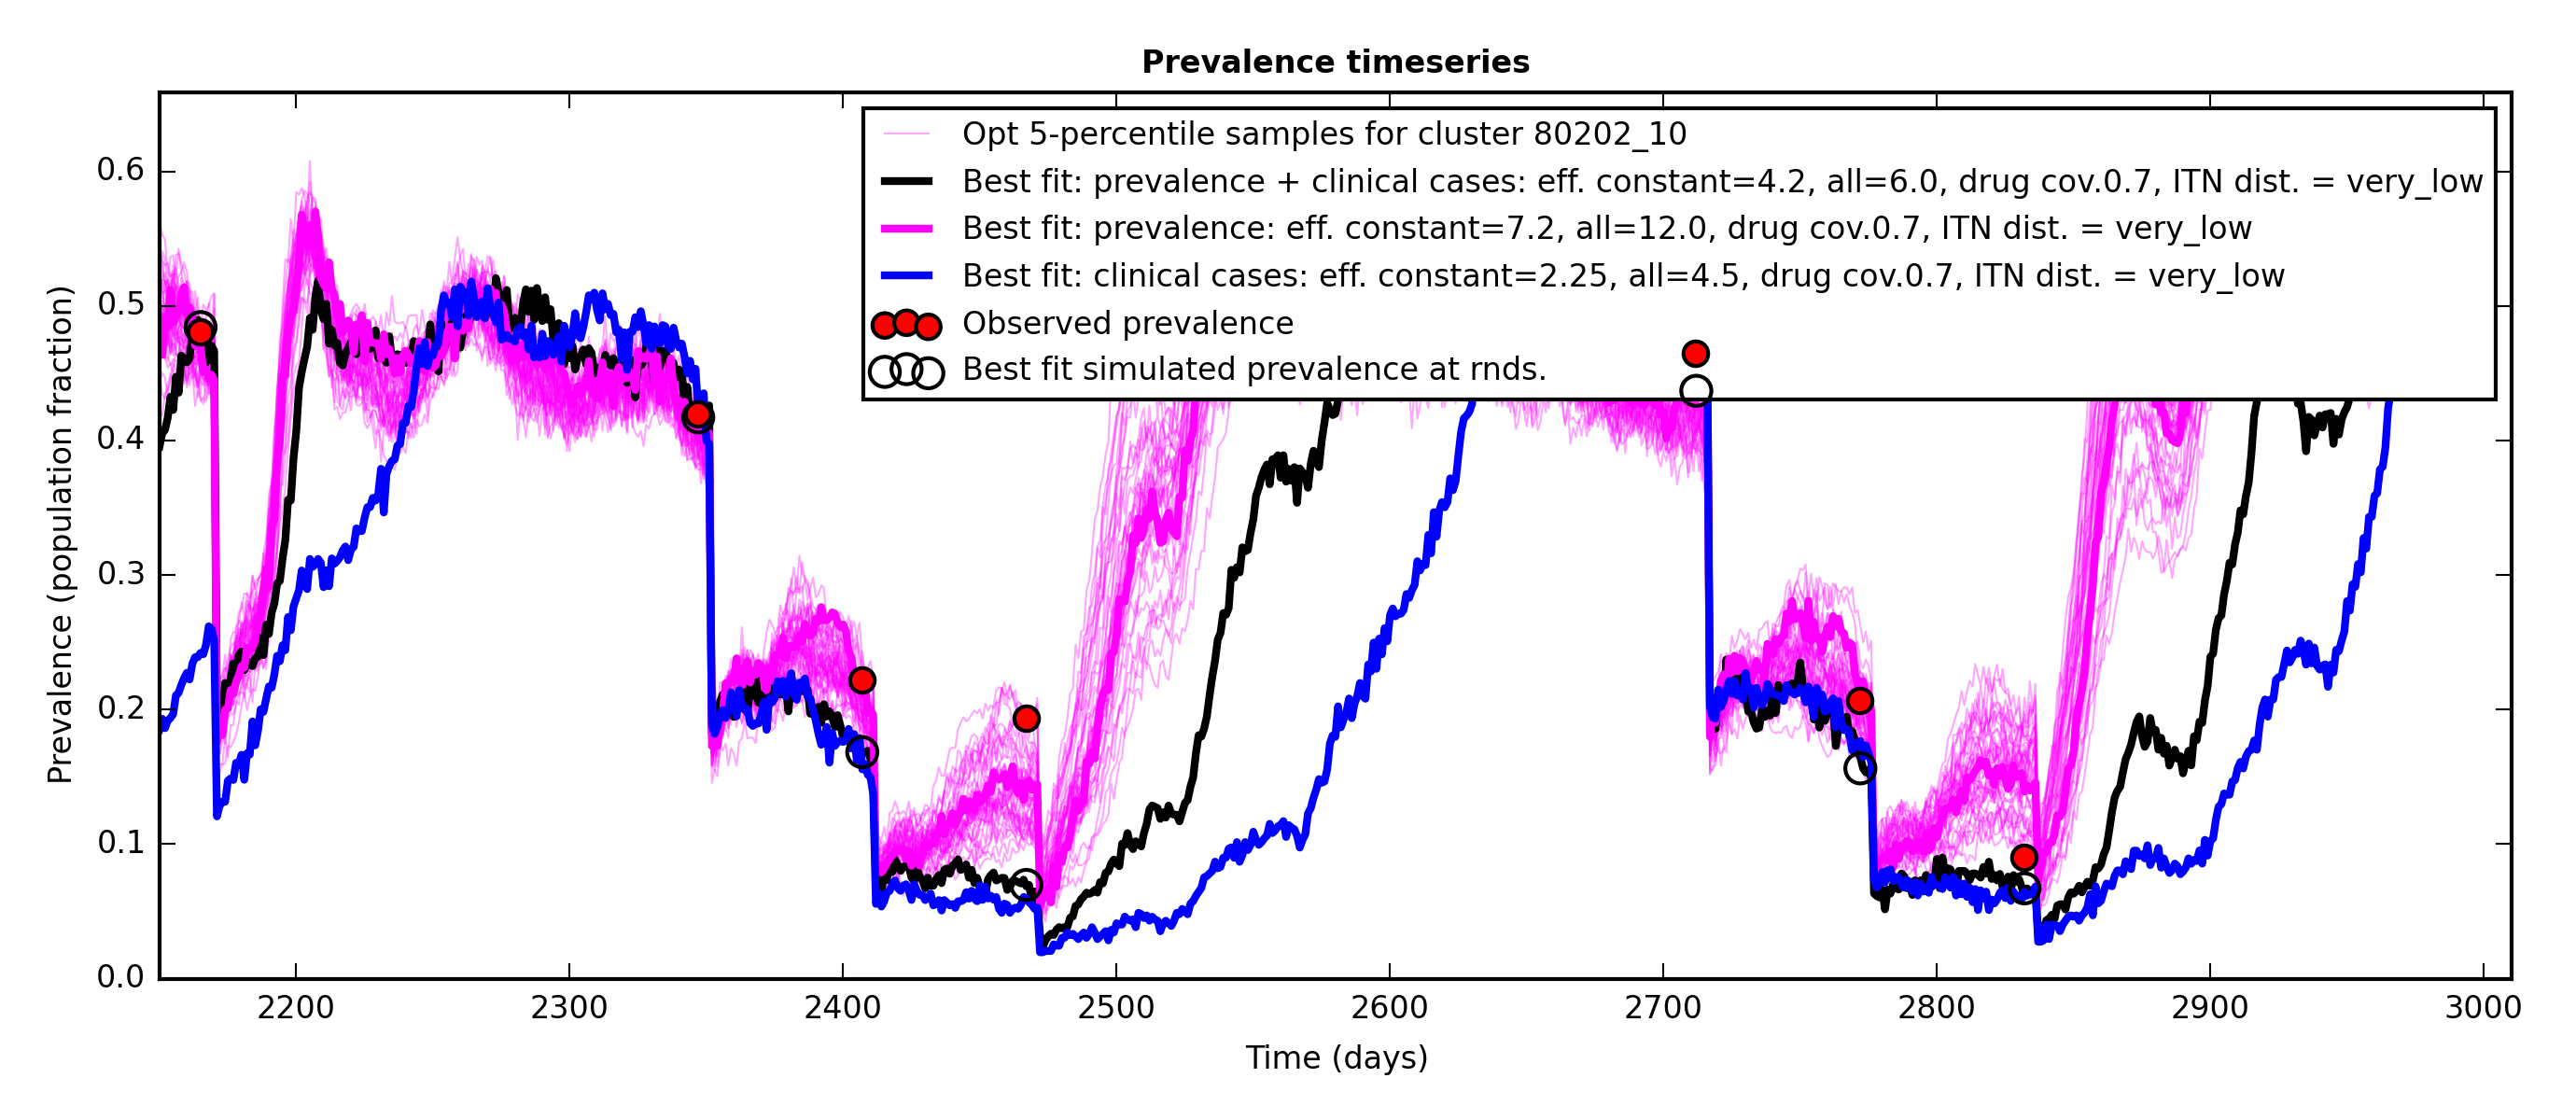 Prevalence timeseries
Opt 5-percentile samples for cluster 80202_10
Best fit: prevalence + clinical cases: eff. constant=4.2, all=6.0, drug cov.0.7, ITN dist. = very_low
Best fit: prevalence: eff. constant=7.2, all=12.0, drug cov.0.7, ITN dist. = very_low
Best fit: clinical cases: eff. constant=2.25, all=4.5, drug cov.0.7, ITN dist. = very_low
Observed prevalence
Best fit simulated prevalence at rnds.
Prevalence (population fraction)
0.6
0.5
0.4
0.3
0.2
0.1
0.0
2200 2300 2400 2500 2600 2700 2800 2900 3000
Time (days)